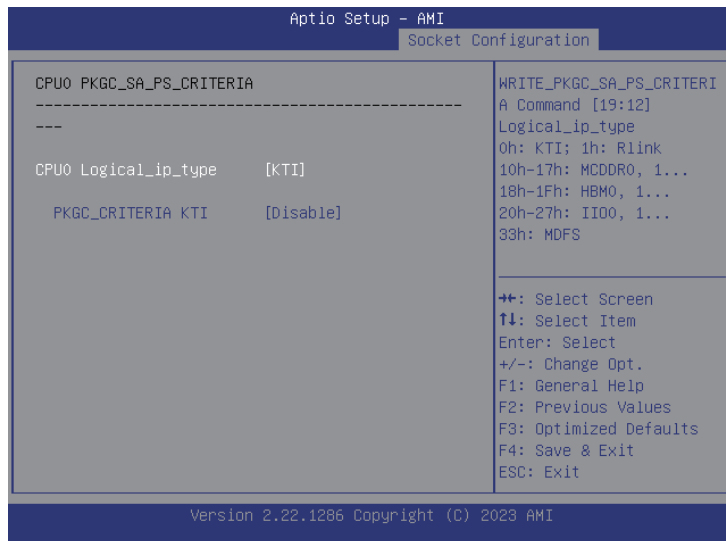 Aptio Setup – AMI
Socket Configuration
CPU0 PKGC_SA_PS_CRITERIA
-----------------------------------------------
---
CPU0 Logical_ip_type [KTI]
PKGC_CRITERIA KTI [Disable]
WRITE_PKGC_SA_PS_CRITERI
A Command [19:12]
Logical_ip_type
0h: KTI; 1h: Rlink
10h-17h: MCDDR0, 1...
18h-1Fh: HBM0, 1...
20h-27h: IIO0, 1...
33h: MDFS
→←: Select Screen
↑↓: Select Item
Enter: Select
+/-: Change Opt.
F1: General Help
F2: Previous Values
F3: Optimized Defaults
F4: Save & Exit
ESC: Exit
Version 2.22.1286 Copyright (C) 2023 AMI